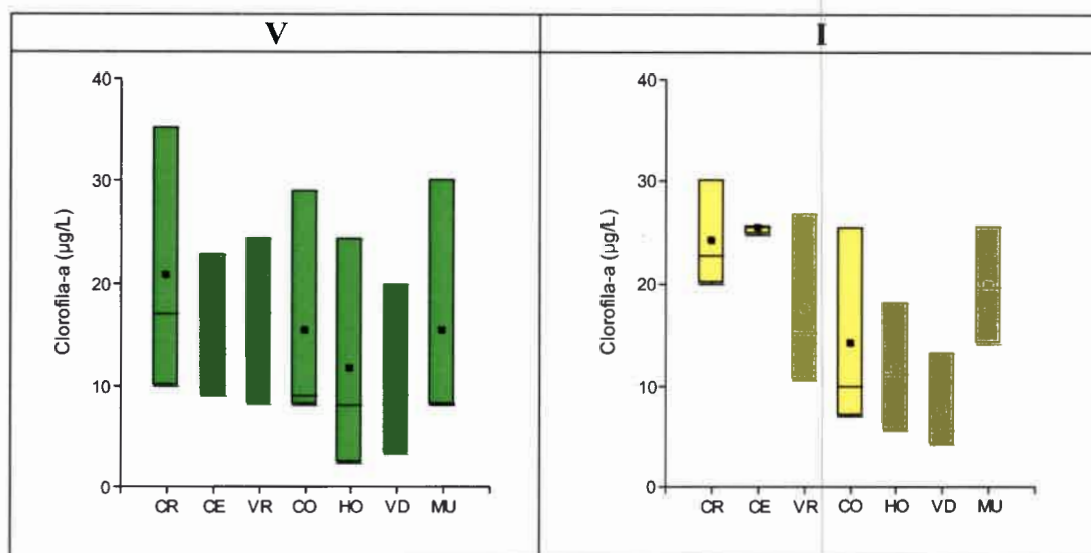 V
I
40
30
20
10
0
Clorofila-a (µg/L)
CR CE VR CO HO VD MU
40
30
20
10
0
Clorofila-a (µg/L)
CR CE VR CO HO VD MU